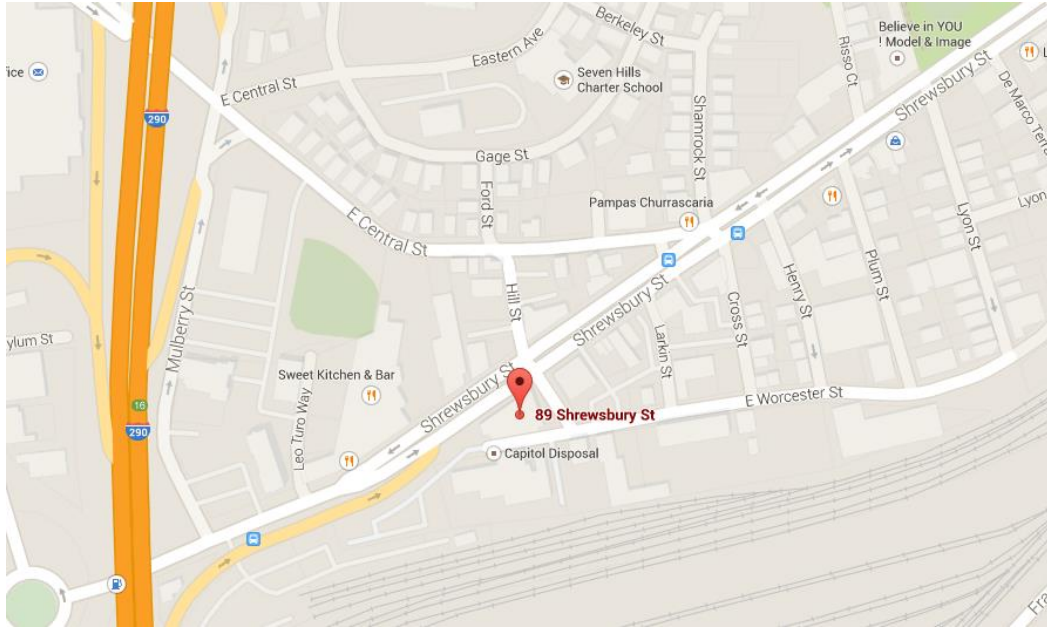 Berkeley St
Believe in YOU
! Model & Image
Risso Ct
L
Eastern Ave
fice
Seven Hills
Charter School
E Central St
Shrewsbury St
De Marco Terra
290
Shamrock St
Gage St
Ford St
Pampas Churrascaria
Lyon St
Lyon
E Central St
Plum St
Henry St
Hill St
Shrewsbury St
Cross St
Larkin St
Mulberry St
ylum St
Sweet Kitchen & Bar
Shrewsbury St
E Worcester St
16
89 Shrewsbury St
290
Leo Turo Way
Capitol Disposal
Fra